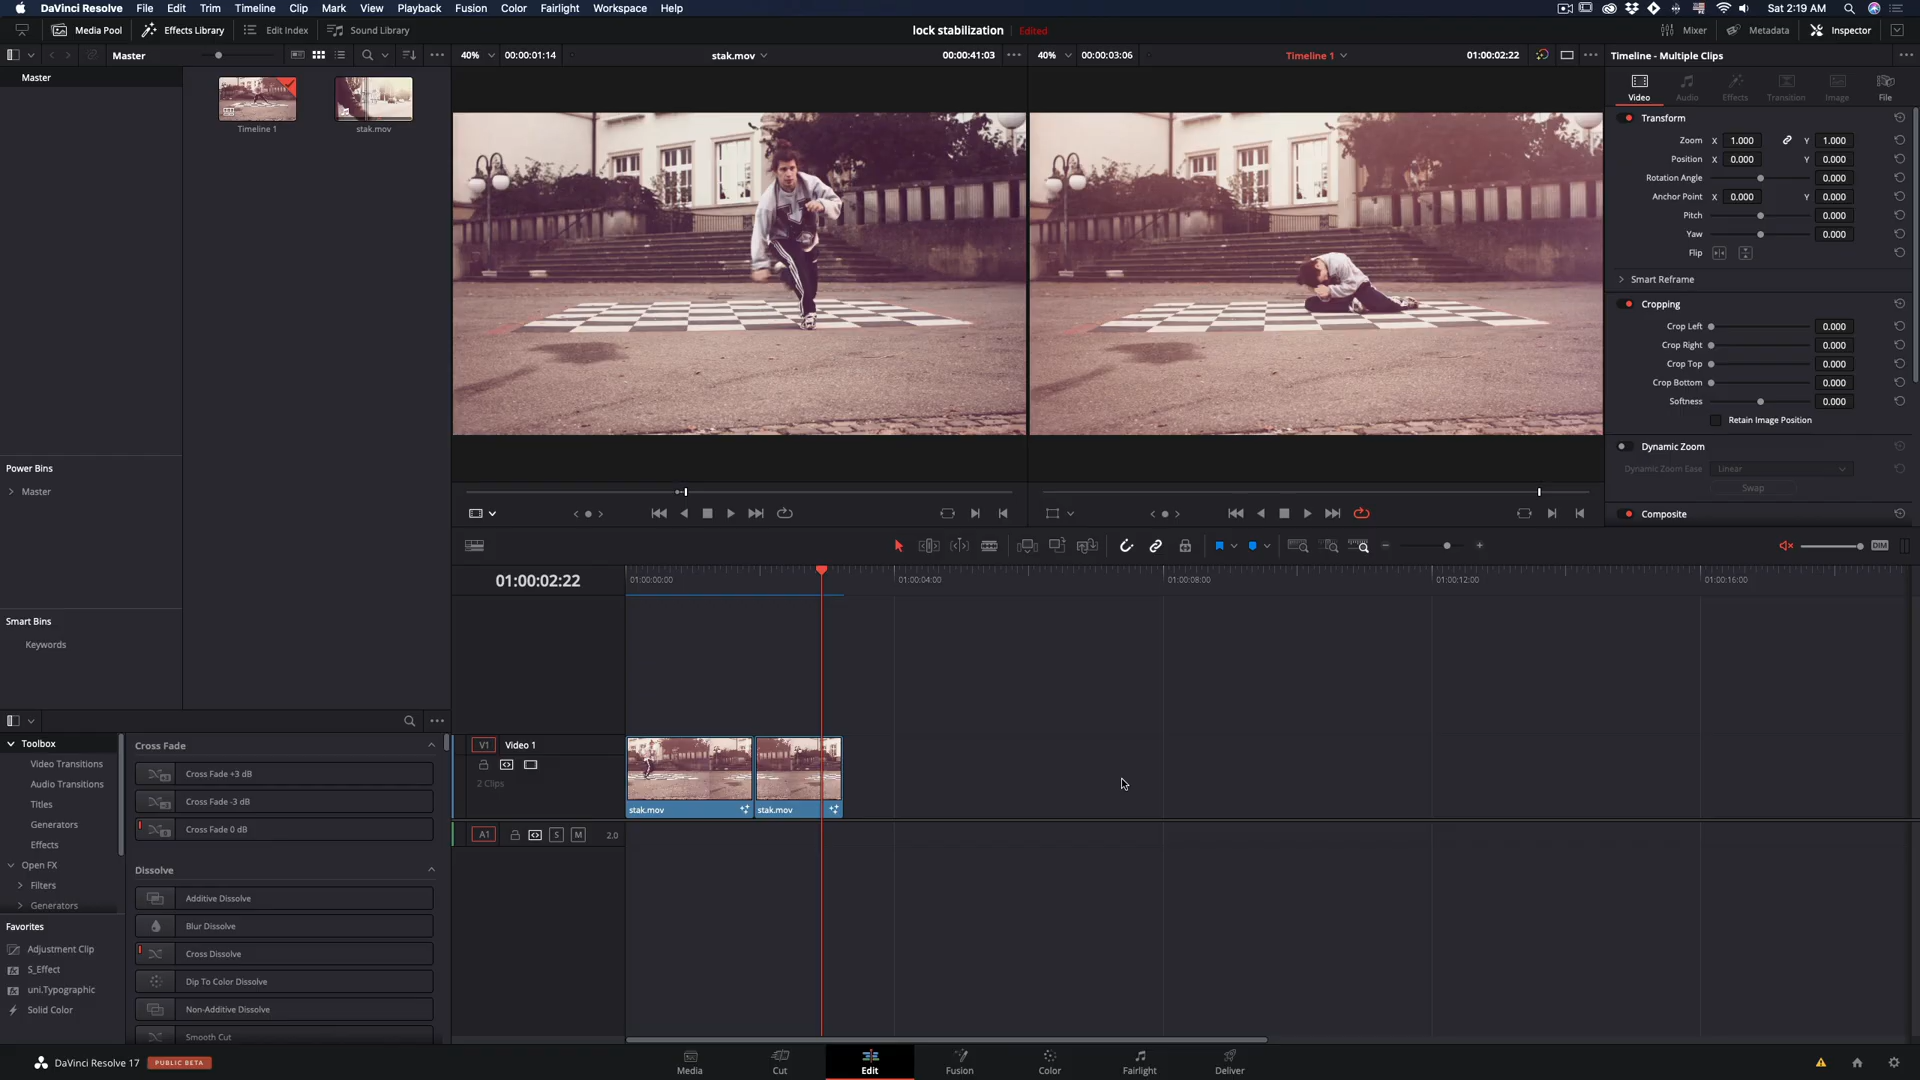 DaVinci Resolve File Edit Trim Timeline Clip Mark View Playback Fusion Color Fairlight Workspace Help Sat 2:19 AM
Media Pool Effects Library Edit Index Sound Library lock stabilization Edited Mixer Metadata Inspector
Master 40% 00:00:01:14 stak.mov 00:00:41:03 40% 00:00:03:06 Timeline 1 01:00:02:22 Timeline - Multiple Clips
Master
Timeline 1 stak.mov
Video Audio Effects Transition Image File
Transform
Zoom X 1.000 Y 1.000
Position X 0.000 Y 0.000
Rotation Angle 0.000
Anchor Point X 0.000 Y 0.000
Pitch 0.000
Yaw 0.000
Flip
Smart Reframe
Cropping
Crop Left 0.000
Crop Right 0.000
Crop Top 0.000
Crop Bottom 0.000
Softness 0.000
Retain Image Position
Dynamic Zoom
Dynamic Zoom Ease Linear
Swap
Composite
Power Bins
Master
Smart Bins
Keywords
DIM
01:00:02:22 01:00:00:00 01:00:04:00 01:00:08:00 01:00:12:00 01:00:16:00
V1 Video 1
2 Clips
stak.mov stak.mov
A1 S M 2.0
Toolbox
Video Transitions
Audio Transitions
Titles
Generators
Effects
Open FX
Filters
Generators
Favorites
Adjustment Clip
S_Effect
uni.Typographic
Solid Color
Cross Fade
Cross Fade +3 dB
Cross Fade -3 dB
Cross Fade 0 dB
Dissolve
Additive Dissolve
Blur Dissolve
Cross Dissolve
Dip To Color Dissolve
Non-Additive Dissolve
Smooth Cut
DaVinci Resolve 17 PUBLIC BETA
Media Cut Edit Fusion Color Fairlight Deliver